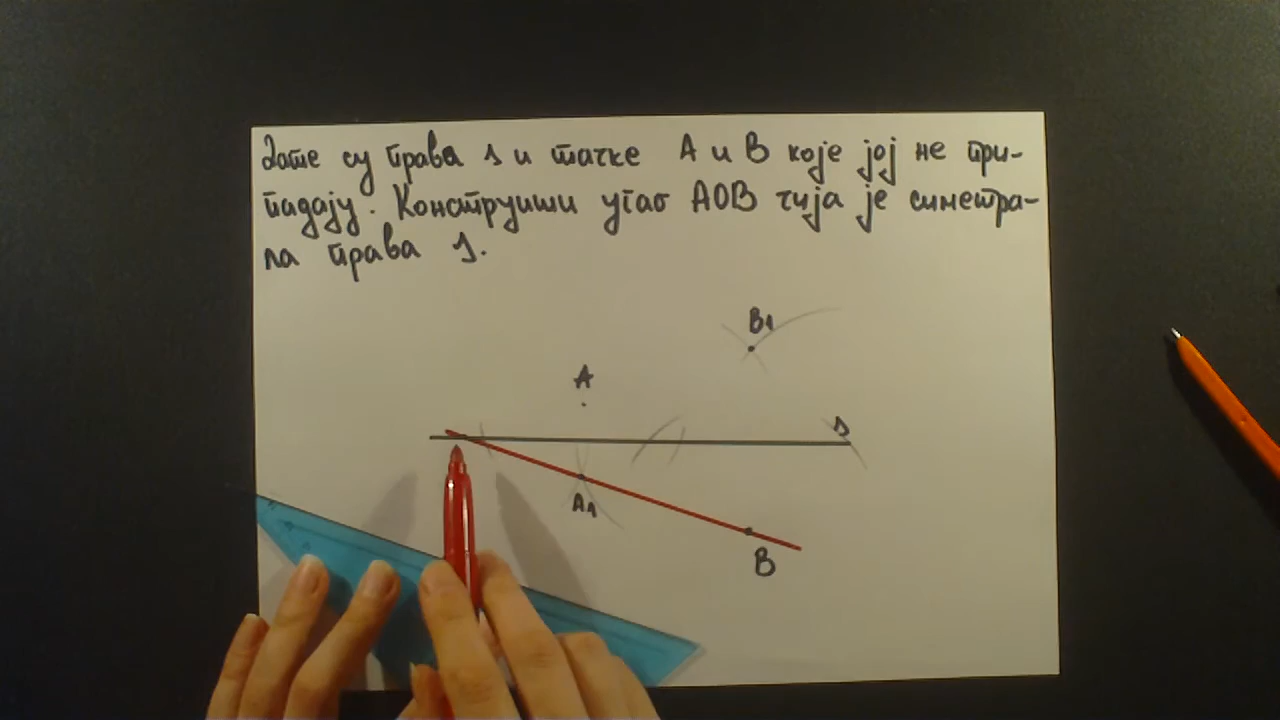 Дате су права s и тачке A и B које јој не при-
падају. Конструиши угао AOB чија је симетра-
ла права s.
B1
A
s
A1
B